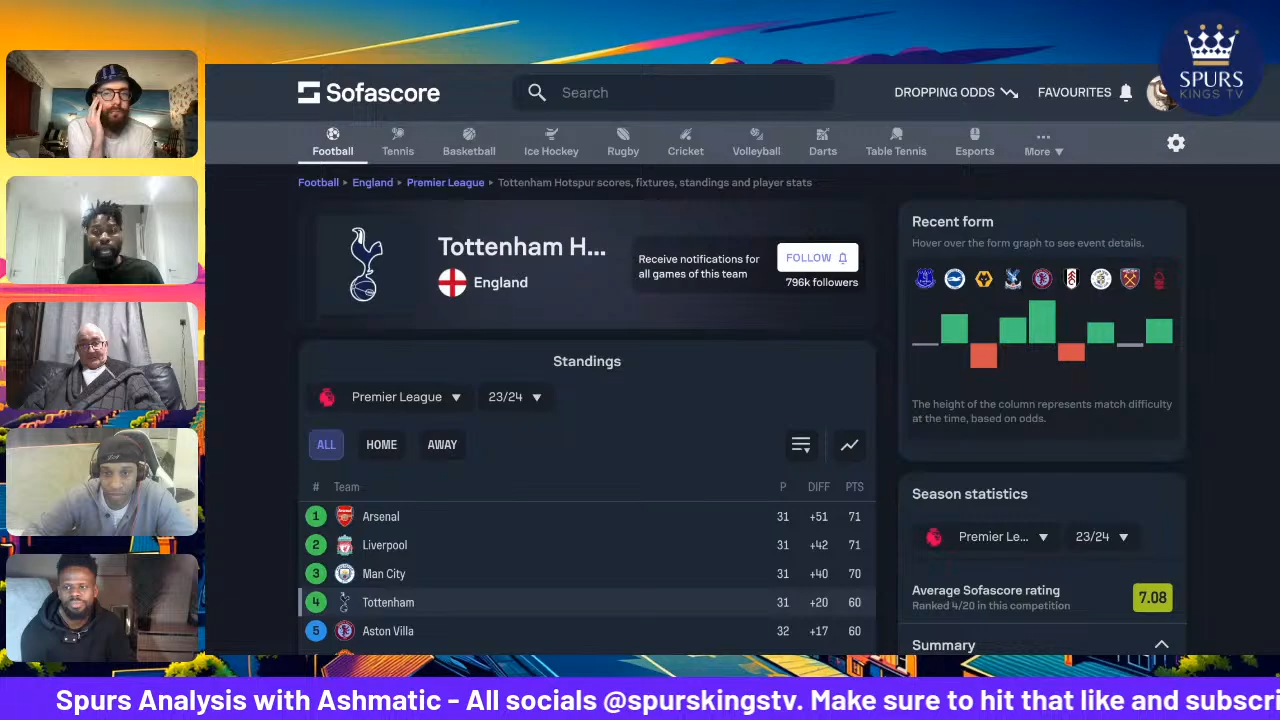 Sofascore
Search
DROPPING ODDS
FAVOURITES
SPURS
KINGS TV
Football
Tennis
Basketball
Ice Hockey
Rugby
Cricket
Volleyball
Darts
Table Tennis
Esports
More
Football
England
Premier League
Tottenham Hotspur scores, fixtures, standings and player stats
Tottenham H...
England
Receive notifications for
all games of this team
FOLLOW
796k followers
Recent form
Hover over the form graph to see event details.
The height of the column represents match difficulty
at the time, based on odds.
Standings
Premier League
23/24
ALL
HOME
AWAY
# Team P DIFF PTS
1 Arsenal 31 +51 71
2 Liverpool 31 +42 71
3 Man City 31 +40 70
4 Tottenham 31 +20 60
5 Aston Villa 32 +17 60
Season statistics
Premier Le...
23/24
Average Sofascore rating
Ranked 4/20 in this competition
7.08
Summary
Spurs Analysis with Ashmatic - All socials @spurskingstv. Make sure to hit that like and subscri